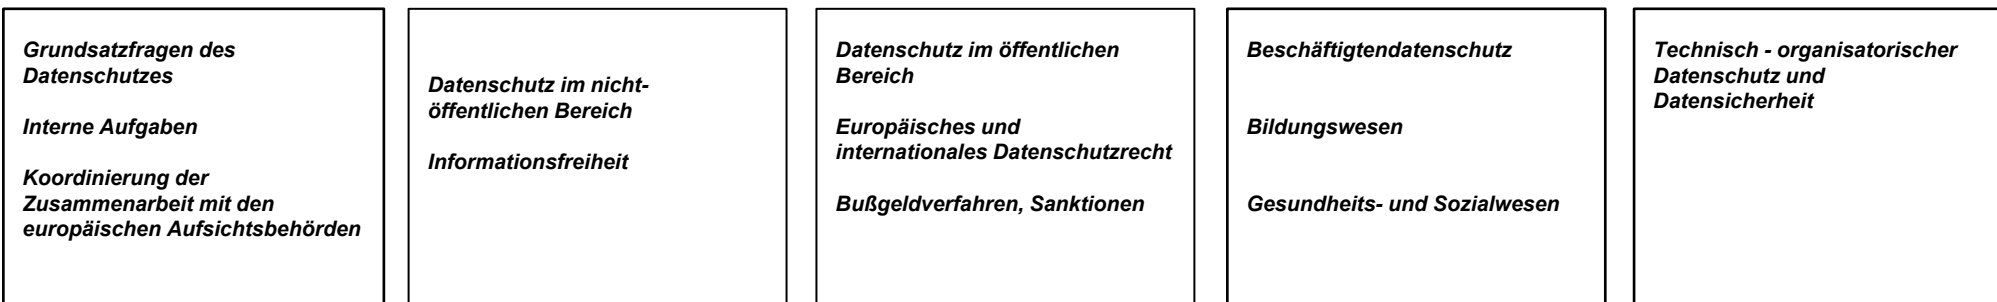 Grundsatzfragen des
Datenschutzes
Interne Aufgaben
Koordinierung der
Zusammenarbeit mit den
europäischen Aufsichtsbehörden
Datenschutz im nicht-
öffentlichen Bereich
Informationsfreiheit
Datenschutz im öffentlichen
Bereich
Europäisches und
internationales Datenschutzrecht
Bußgeldverfahren, Sanktionen
Beschäftigtendatenschutz
Bildungswesen
Gesundheits- und Sozialwesen
Technisch - organisatorischer
Datenschutz und
Datensicherheit